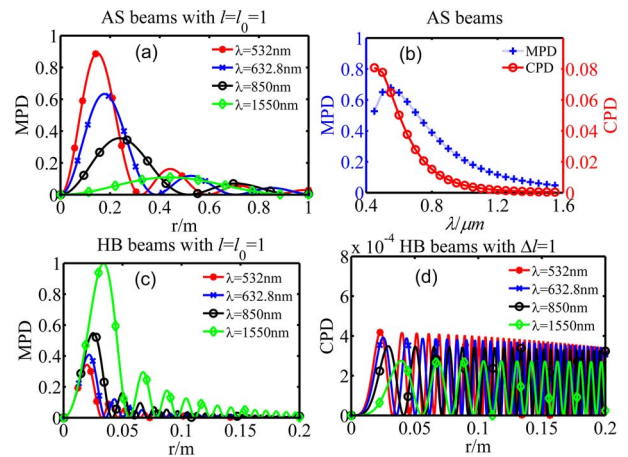 AS beams with l=l₀=1
(a)
λ=532nm
λ=632.8nm
λ=850nm
λ=1550nm
MPD
1
0.8
0.6
0.4
0.2
0
0 0.2 0.4 0.6 0.8 1
r/m
AS beams
(b)
MPD
CPD
MPD
1
0.8
0.6
0.4
0.2
0
0.08
0.06
0.04
0.02
0
CPD
0.4 0.8 1.2 1.6
λ/μm
HB beams with l=l₀=1
(c)
λ=532nm
λ=632.8nm
λ=850nm
λ=1550nm
MPD
1
0.8
0.6
0.4
0.2
0
0 0.05 0.1 0.15 0.2
r/m
8 x 10⁻⁴ HB beams with Δl=1
(d)
λ=532nm
λ=632.8nm
λ=850nm
λ=1550nm
CPD
6
4
2
0
0 0.05 0.1 0.15 0.2
r/m